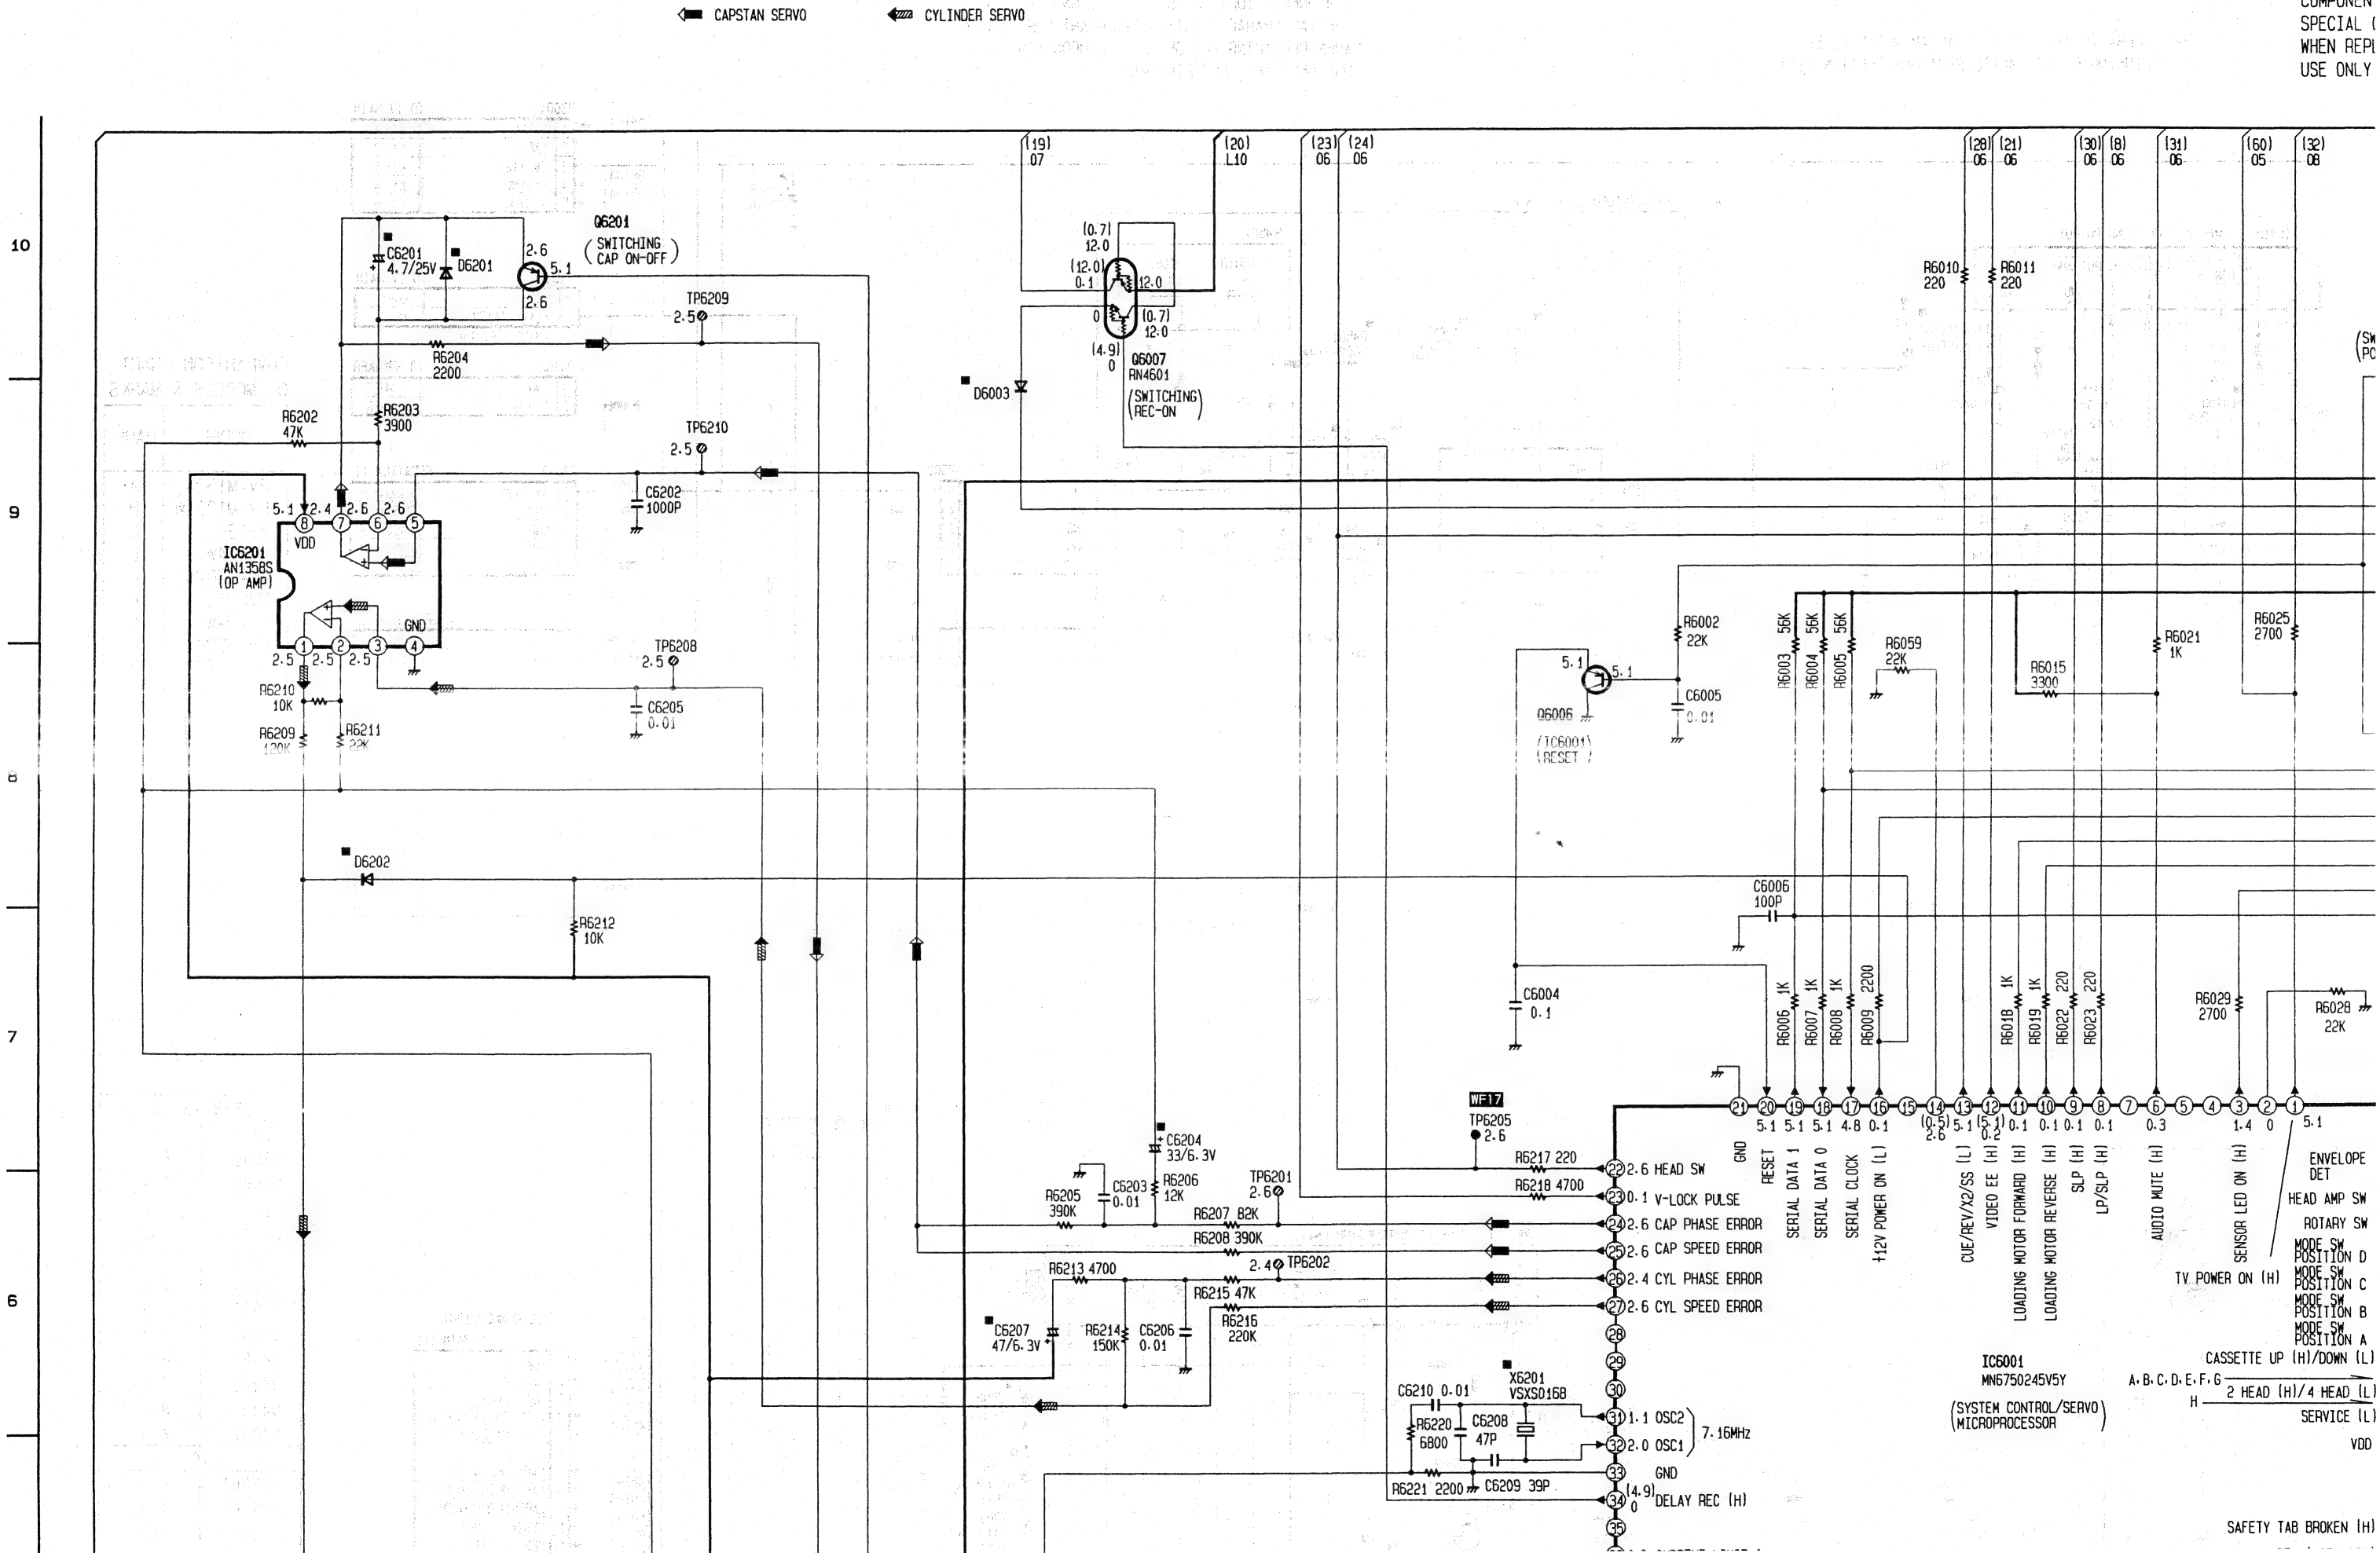 CAPSTAN SERVO
CYLINDER SERVO
COMPONEN
SPECIAL (
WHEN REPL
USE ONLY
(19)
07
(20)
L10
(23)
06
(24)
06
(28)
06
(21)
06
(30)
06
(8)
06
(31)
06
(60)
05
(32)
08
10
9
8
7
6
Q6201
(SWITCHING
CAP ON-OFF)
C6201
4.7/25V
+
D6201
2.6
5.1
2.6
TP6209
2.5
R6204
2200
R6202
47K
R6203
3900
TP6210
2.5
C6202
1000P
5.1
2.4
2.6
2.6
8
7
6
5
VDD
IC6201
AN1358S
(OP AMP)
GND
1
2
3
4
2.5
2.5
2.5
TP6208
2.5
R6210
10K
R6209
120K
R6211
22K
C6205
0.01
D6202
R6212
10K
(0.7)
12.0
(12.0)
0.1
12.0
0
(0.7)
12.0
(4.9)
0
Q6007
RN4601
(SWITCHING
REC-ON)
D6003
R6010
220
R6011
220
(SW
PO
R6002
22K
5.1
5.1
Q6006
(IC6001
RESET)
C6005
0.01
R6003 56K
R6004 56K
R6005 56K
R6059
22K
R6015
3300
R6021
1K
R6025
2700
C6006
100P
C6004
0.1
R6006 1K
R6007 1K
R6008 1K
R6009 2200
R6018 1K
R6019 1K
R6022 220
R6023 220
R6029
2700
R6028
22K
21 20 19 18 17 16 15 14 13 12 11 10 9 8 7 6 5 4 3 2 1
5.1 5.1 5.1 4.8 0.1 (0.5) 2.6 5.1 (5.1) 0.2 0.1 0.1 0.1 0.1 0.3 1.4 0 5.1
GND
RESET
SERIAL DATA 1
SERIAL DATA 0
SERIAL CLOCK
+12V POWER ON (L)
CUE/REV/X2/SS (L)
VIDEO EE (H)
LOADING MOTOR FORWARD (H)
LOADING MOTOR REVERSE (H)
SLP (H)
LP/SLP (H)
AUDIO MUTE (H)
SENSOR LED ON (H)
TV POWER ON (H)
ENVELOPE
DET
HEAD AMP SW
ROTARY SW
MODE SW
POSITION D
MODE SW
POSITION C
MODE SW
POSITION B
MODE SW
POSITION A
CASSETTE UP (H)/DOWN (L)
A,B,C,D,E,F,G
2 HEAD (H)/4 HEAD (L)
H
SERVICE (L)
VDD
SAFETY TAB BROKEN (H)
IC6001
MN6750245V5Y
(SYSTEM CONTROL/SERVO
MICROPROCESSOR)
WF17
TP6205
2.6
R6217 220
22 2.6 HEAD SW
R6218 4700
23 0.1 V-LOCK PULSE
24 2.6 CAP PHASE ERROR
25 2.6 CAP SPEED ERROR
26 2.4 CYL PHASE ERROR
27 2.6 CYL SPEED ERROR
28
29
30
31 1.1 OSC2
32 2.0 OSC1
7.16MHz
33 GND
34 (4.9) 0 DELAY REC (H)
35
C6204
33/6.3V
+
C6203
0.01
R6206
12K
R6205
390K
TP6201
2.6
R6207 82K
R6208 390K
TP6202
2.4
R6213 4700
R6215 47K
R6216
220K
C6207
47/6.3V
+
R6214
150K
C6206
0.01
X6201
VSXS0168
C6210 0.01
R6220
6800
C6208
47P
R6221 2200
C6209 39P